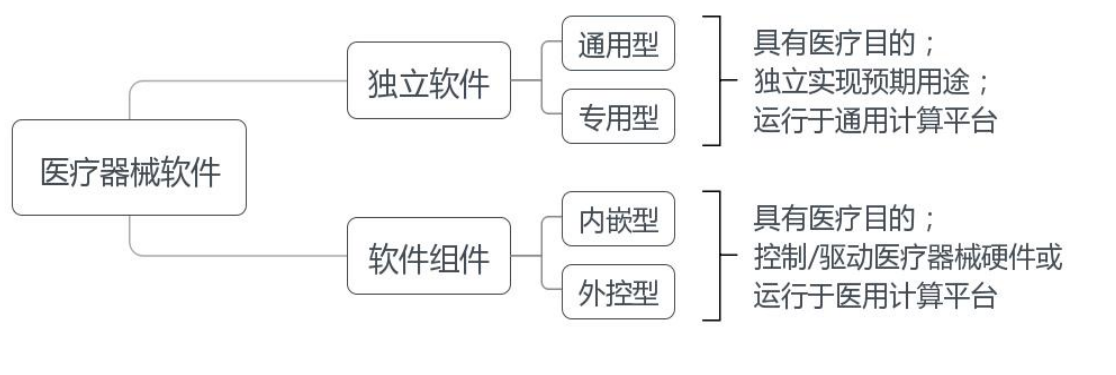 医疗器械软件
独立软件
通用型
专用型
具有医疗目的；
独立实现预期用途；
运行于通用计算平台
软件组件
内嵌型
外控型
具有医疗目的；
控制/驱动医疗器械硬件或
运行于医用计算平台